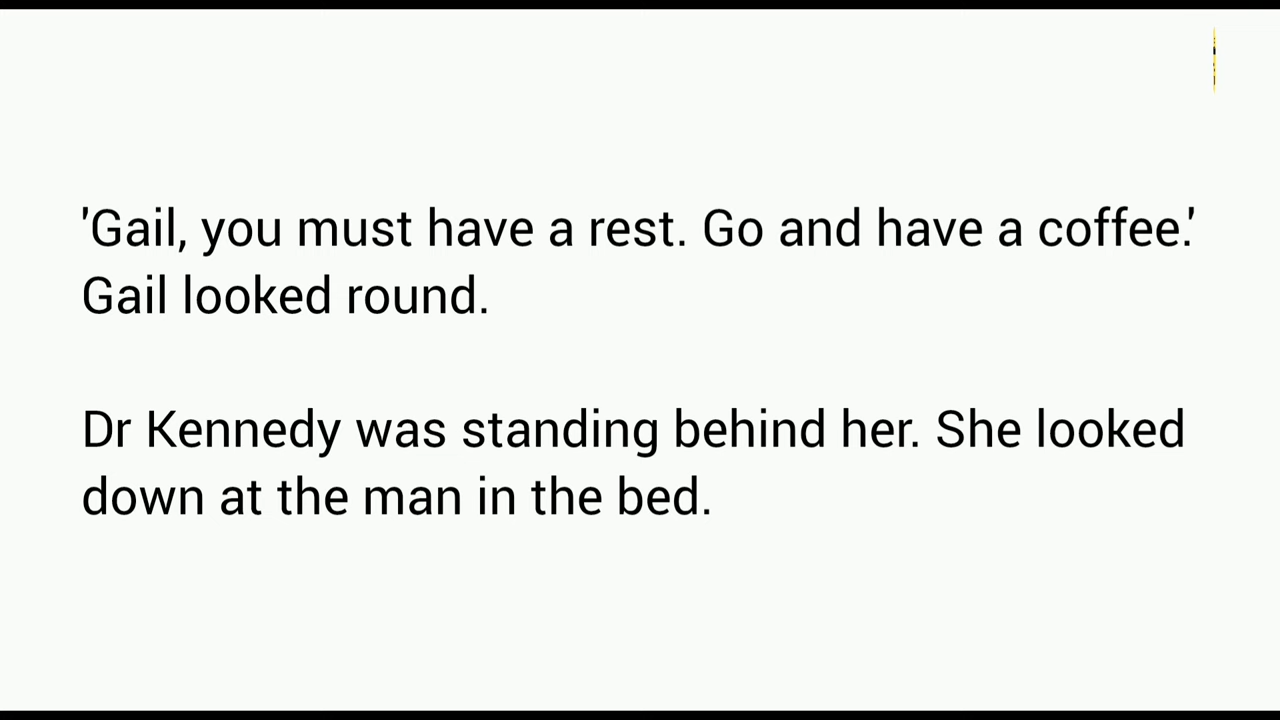 'Gail, you must have a rest. Go and have a coffee.'
Gail looked round.
Dr Kennedy was standing behind her. She looked
down at the man in the bed.